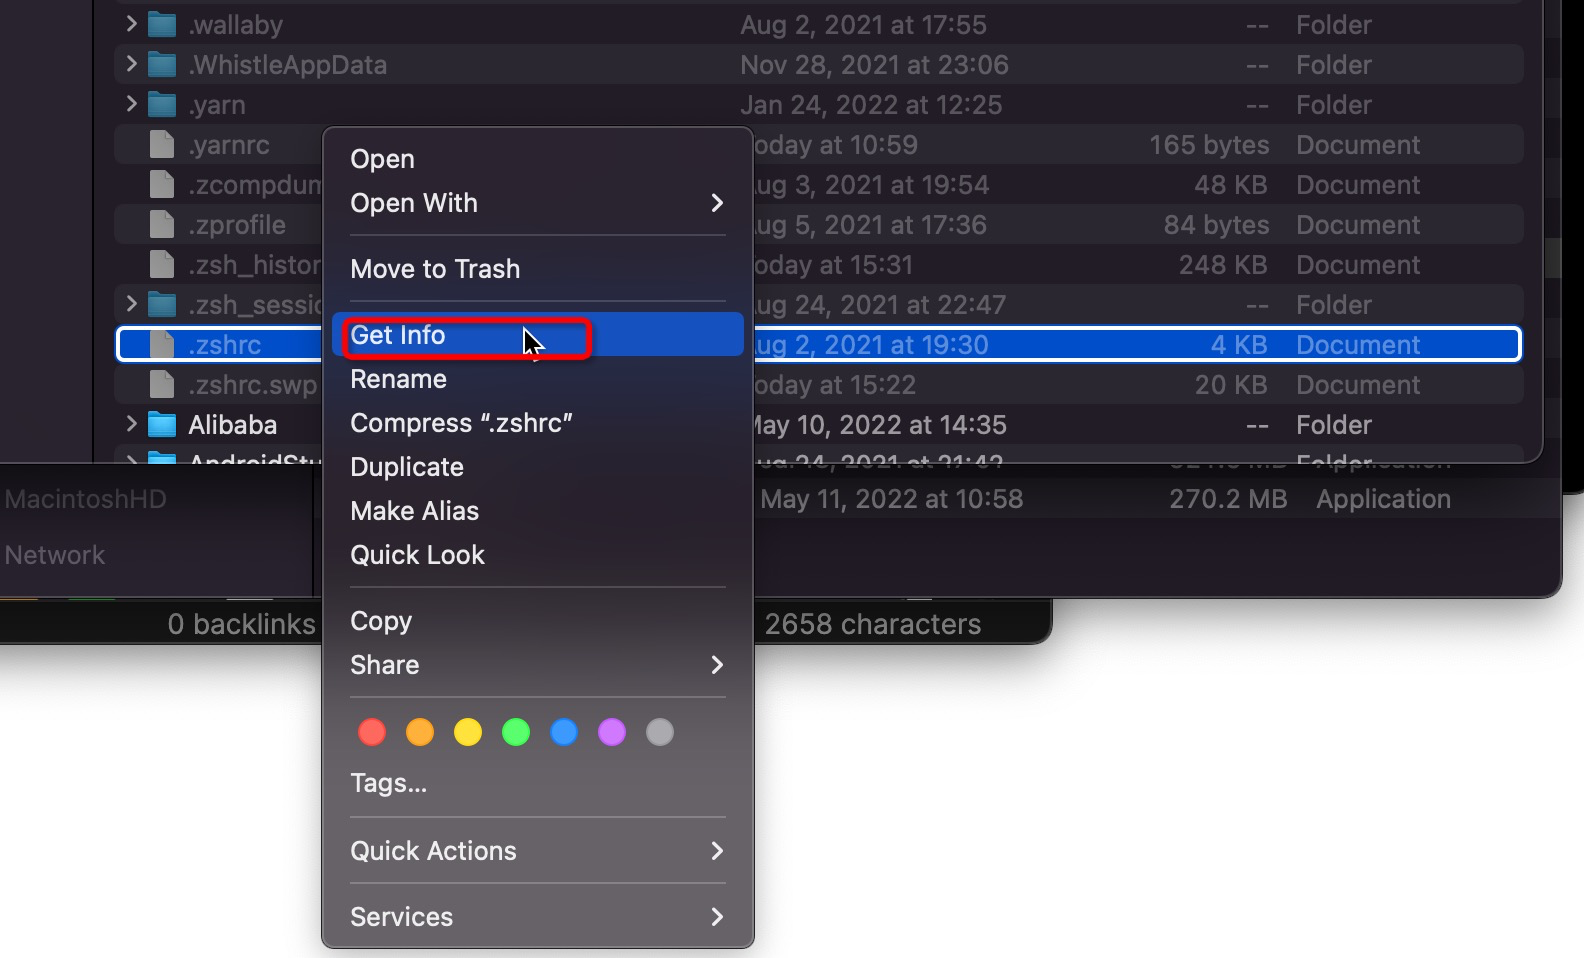 .wallaby Aug 2, 2021 at 17:55 -- Folder
.WhistleAppData Nov 28, 2021 at 23:06 -- Folder
.yarn Jan 24, 2022 at 12:25 -- Folder
.yarnrc oday at 10:59 165 bytes Document
.zcompdum ug 3, 2021 at 19:54 48 KB Document
.zprofile ug 5, 2021 at 17:36 84 bytes Document
.zsh_histor oday at 15:31 248 KB Document
.zsh_sessio ug 24, 2021 at 22:47 -- Folder
.zshrc ug 2, 2021 at 19:30 4 KB Document
.zshrc.swp oday at 15:22 20 KB Document
Alibaba May 10, 2022 at 14:35 -- Folder
AndroidStu 2021 at 21:42
MacintoshHD May 11, 2022 at 10:58 270.2 MB Application
Network
0 backlinks 2658 characters
Open
Open With
Move to Trash
Get Info
Rename
Compress “.zshrc”
Duplicate
Make Alias
Quick Look
Copy
Share
Tags...
Quick Actions
Services